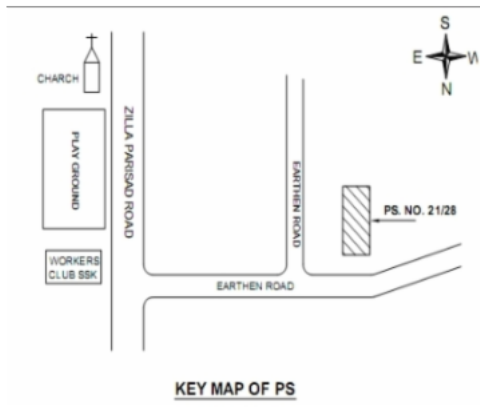 S
E W
N
CHARCH
ZILLA PARISAD ROAD
PLAY GROUND
EARTHEN ROAD
PS. NO. 21/28
WORKERS
CLUB SSK
EARTHEN ROAD
KEY MAP OF PS